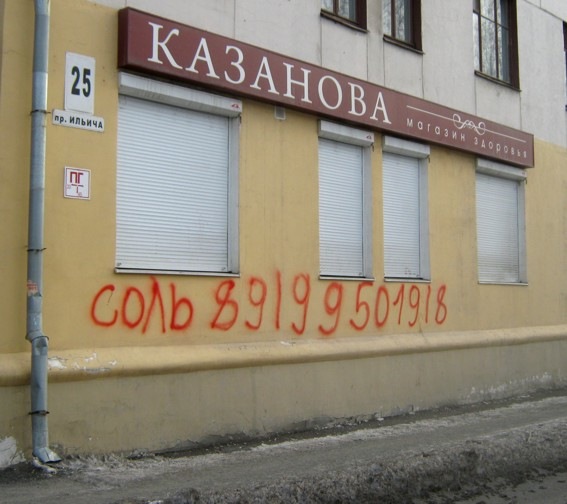 КАЗАНОВА
магазин здоровья
25
пр. ИЛЬИЧА
ПГ
соль 89199501918